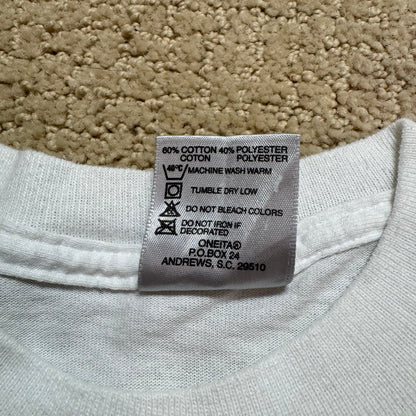 60% COTTON 40% POLYESTER
COTON POLYESTER
40°C MACHINE WASH WARM
TUMBLE DRY LOW
DO NOT BLEACH COLORS
DO NOT IRON IF
DECORATED
ONEITA®
P.O.BOX 24
ANDREWS, S.C. 29510